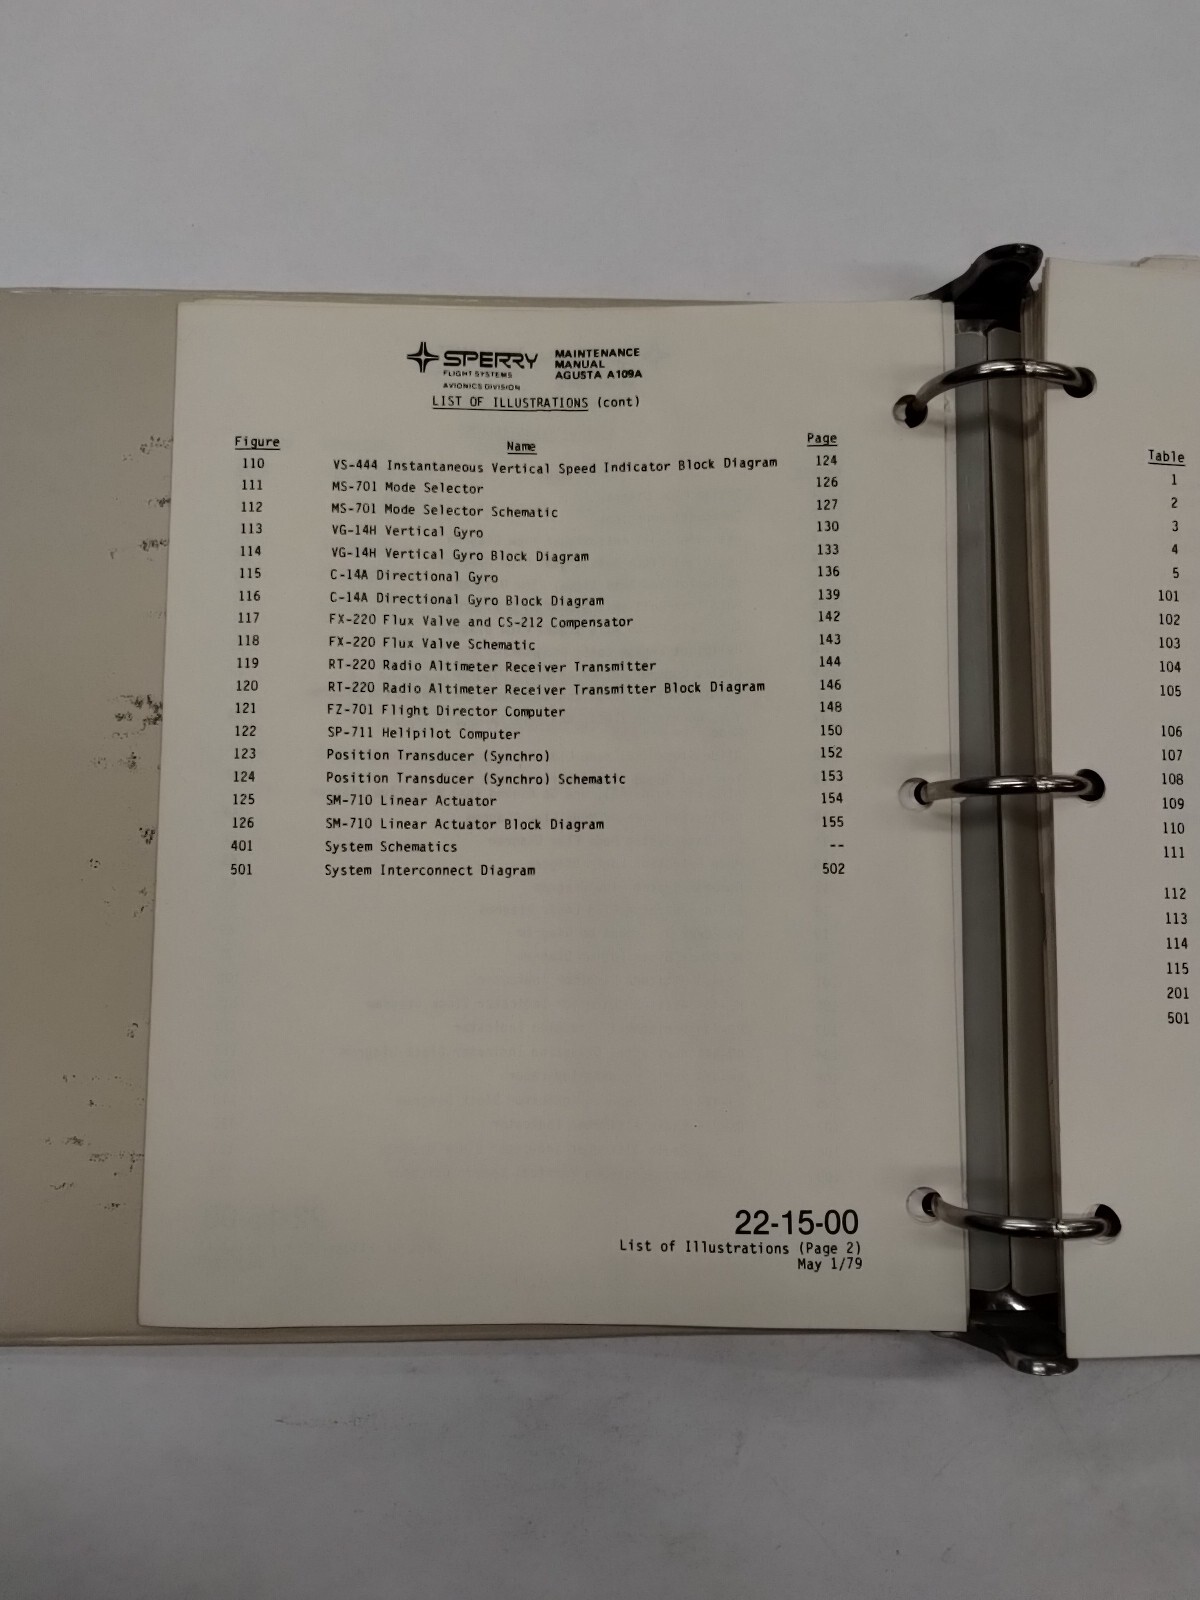 SPERRY
FLIGHT SYSTEMS
AVIONICS DIVISION
MAINTENANCE
MANUAL
AGUSTA A109A
LIST OF ILLUSTRATIONS (cont)
Figure Name Page
110 VS-444 Instantaneous Vertical Speed Indicator Block Diagram 124
111 MS-701 Mode Selector 126
112 MS-701 Mode Selector Schematic 127
113 VG-14H Vertical Gyro 130
114 VG-14H Vertical Gyro Block Diagram 133
115 C-14A Directional Gyro 136
116 C-14A Directional Gyro Block Diagram 139
117 FX-220 Flux Valve and CS-212 Compensator 142
118 FX-220 Flux Valve Schematic 143
119 RT-220 Radio Altimeter Receiver Transmitter 144
120 RT-220 Radio Altimeter Receiver Transmitter Block Diagram 146
121 FZ-701 Flight Director Computer 148
122 SP-711 Helipilot Computer 150
123 Position Transducer (Synchro) 152
124 Position Transducer (Synchro) Schematic 153
125 SM-710 Linear Actuator 154
126 SM-710 Linear Actuator Block Diagram 155
401 System Schematics --
501 System Interconnect Diagram 502
22-15-00
List of Illustrations (Page 2)
May 1/79
Table
1
2
3
4
5
101
102
103
104
105
106
107
108
109
110
111
112
113
114
115
201
501